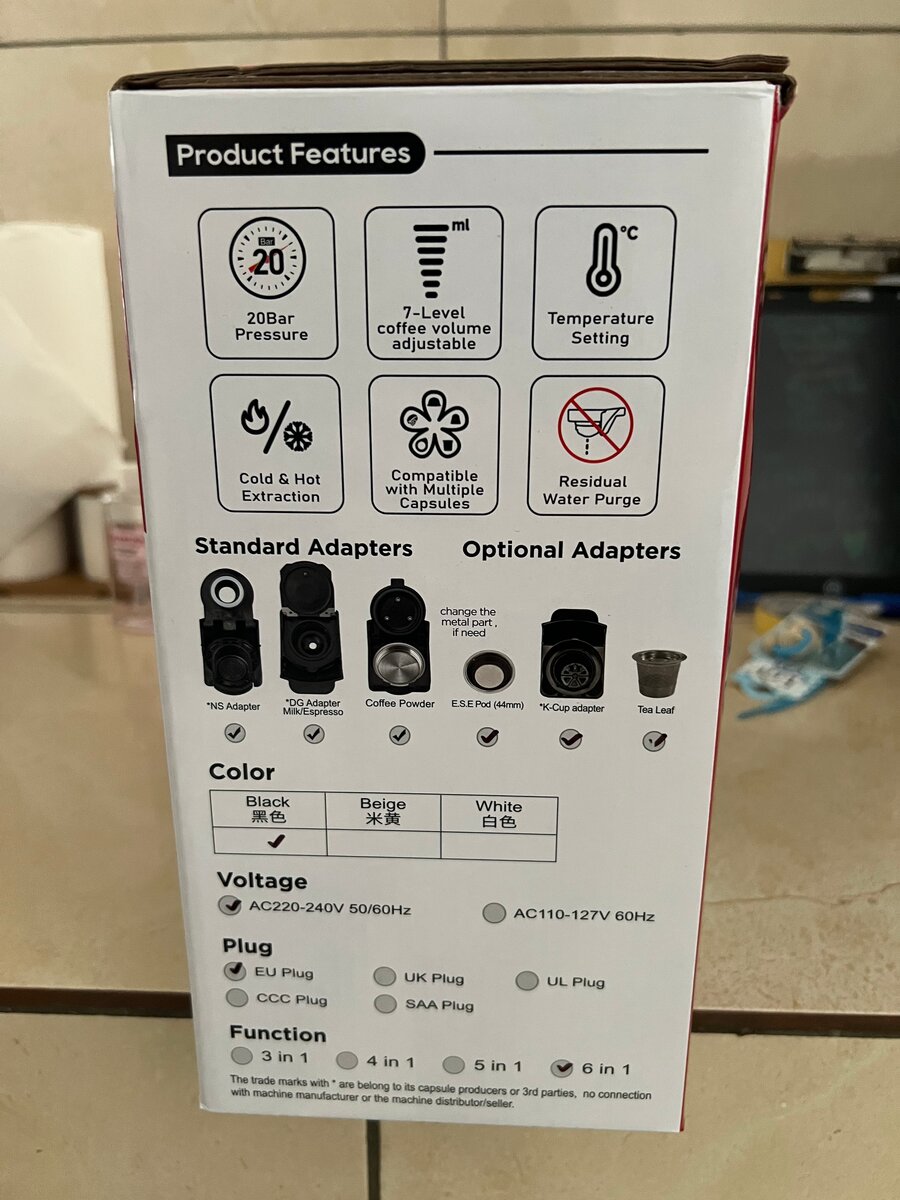 Product Features
Bar
20
20Bar
Pressure
ml
7-Level
coffee volume
adjustable
°C
Temperature
Setting
Cold & Hot
Extraction
Compatible
with Multiple
Capsules
Residual
Water Purge
Standard Adapters
Optional Adapters
change the
metal part ,
if need
*NS Adapter
*DG Adapter
Milk/Espresso
Coffee Powder
E.S.E Pod (44mm)
*K-Cup adapter
Tea Leaf
Color
Black
黑色
Beige
米黄
White
白色
Voltage
AC220-240V 50/60Hz
AC110-127V 60Hz
Plug
EU Plug
UK Plug
UL Plug
CCC Plug
SAA Plug
Function
3 in 1
4 in 1
5 in 1
6 in 1
The trade marks with * are belong to its capsule producers or 3rd parties, no connection
with machine manufacturer or the machine distributor/seller.